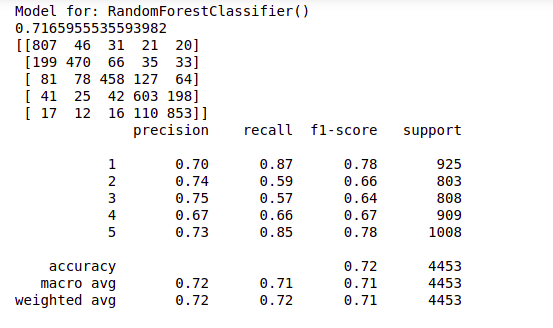 Model for: RandomForestClassifier()
0.7165955535593982
[[807  46  31  21  20]
 [199 470  66  35  33]
 [ 81  78 458 127  64]
 [ 41  25  42 603 198]
 [ 17  12  16 110 853]]
              precision    recall  f1-score   support

           1       0.70      0.87      0.78       925
           2       0.74      0.59      0.66       803
           3       0.75      0.57      0.64       808
           4       0.67      0.66      0.67       909
           5       0.73      0.85      0.78      1008

    accuracy                           0.72      4453
   macro avg       0.72      0.71      0.71      4453
weighted avg       0.72      0.72      0.71      4453